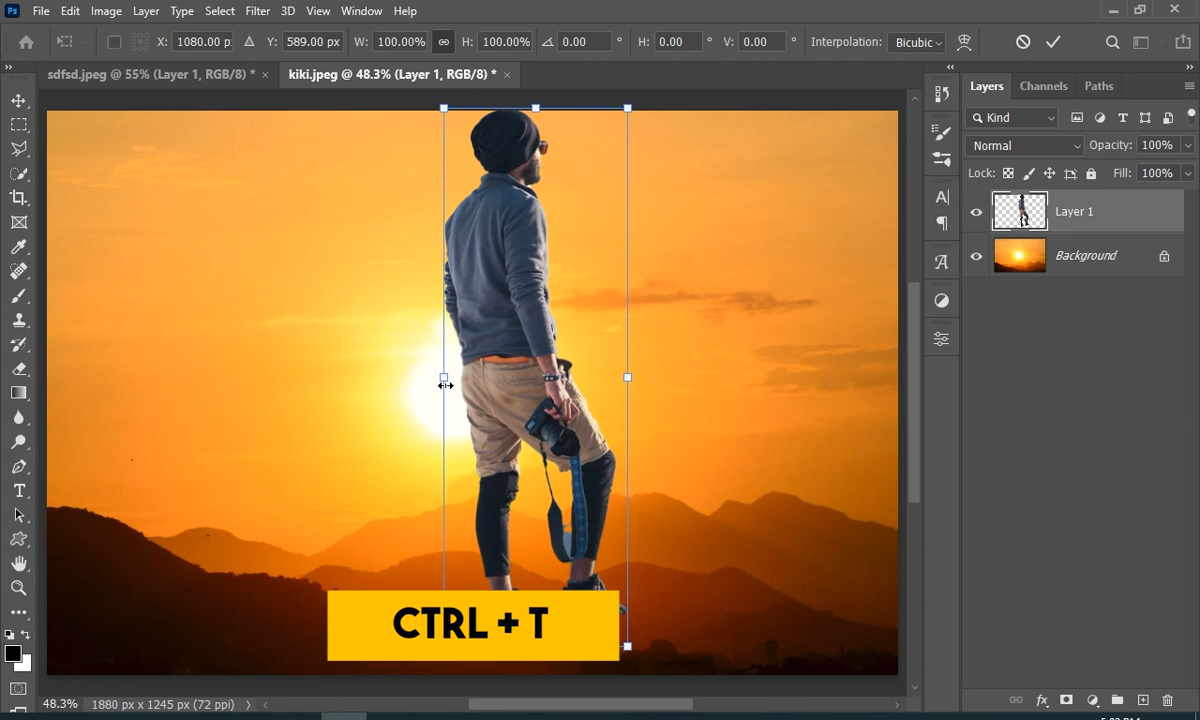 Ps File Edit Image Layer Type Select Filter 3D View Window Help
X: 1080.00 p Y: 589.00 px W: 100.00% H: 100.00% 0.00 ° H: 0.00 ° V: 0.00 ° Interpolation: Bicubic
sdfsd.jpeg @ 55% (Layer 1, RGB/8) * × kiki.jpeg @ 48.3% (Layer 1, RGB/8) * ×
Layers Channels Paths
Kind
Normal Opacity: 100%
Lock: Fill: 100%
Layer 1
Background
CTRL + T
48.3% 1880 px x 1245 px (72 ppi)
fx